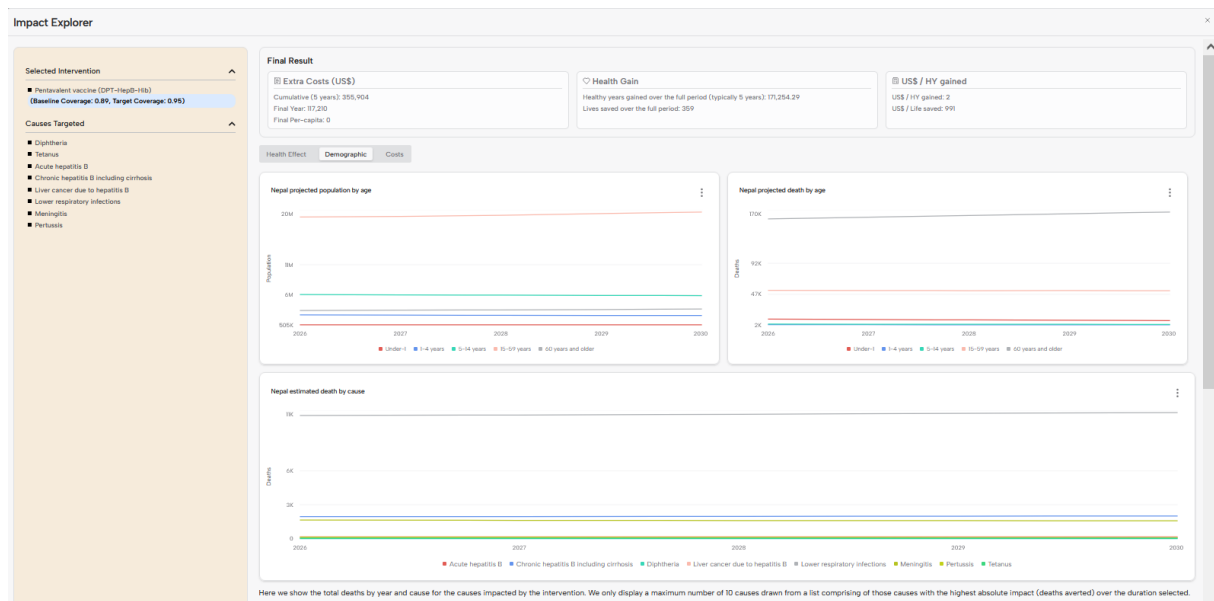 Impact Explorer
×
Selected Intervention
Pentavalent vaccine (DPT-HepB-Hib)
(Baseline Coverage: 0.89, Target Coverage: 0.95)
Causes Targeted
Diphtheria
Tetanus
Acute hepatitis B
Chronic hepatitis B including cirrhosis
Liver cancer due to hepatitis B
Lower respiratory infections
Meningitis
Pertussis
Final Result
Extra Costs (US$)
Cumulative (5 years): 355,904
Final Year: 117,210
Final Per-capita: 0
Health Gain
Healthy years gained over the full period (typically 5 years): 171,254.29
Lives saved over the full period: 359
US$ / HY gained
US$ / HY gained: 2
US$ / Life saved: 991
Health Effect Demographic Costs
Nepal projected population by age
20M
8M
6M
605K
Population
2026 2027 2028 2029 2030
Under-1 1-4 years 5-14 years 15-59 years 60 years and older
Nepal projected death by age
170K
92K
47K
2K
Deaths
2026 2027 2028 2029 2030
Under-1 1-4 years 5-14 years 15-59 years 60 years and older
Nepal estimated death by cause
6K
3K
0
Deaths
2026 2027 2028 2029 2030
Acute hepatitis B Chronic hepatitis B including cirrhosis Diphtheria Liver cancer due to hepatitis B Lower respiratory infections Meningitis Pertussis Tetanus
Here we show the total deaths by year and cause for the causes impacted by the intervention. We only display a maximum number of 10 causes drawn from a list comprising of those causes with the highest absolute impact (deaths averted) over the duration selected.